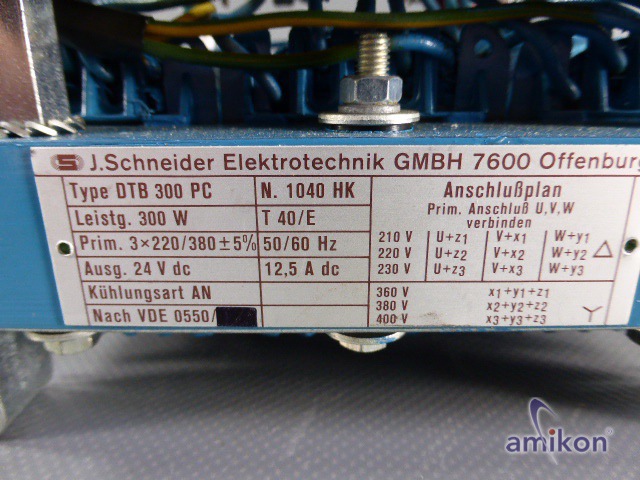 J.Schneider Elektrotechnik GMBH 7600 Offenburg
Type DTB 300 PC N. 1040 HK
Leistg. 300 W T 40/E
Prim. 3×220/380±5% 50/60 Hz
Ausg. 24 V dc 12,5 A dc
Kühlungsart AN
Nach VDE 0550/
Anschlußplan
Prim. Anschluß U,V,W
verbinden
210 V U+z1 V+x1 W+y1
220 V U+z2 V+x2 W+y2 △
230 V U+z3 V+x3 W+y3
360 V x1+y1+z1
380 V x2+y2+z2
400 V x3+y3+z3 Y
amikon